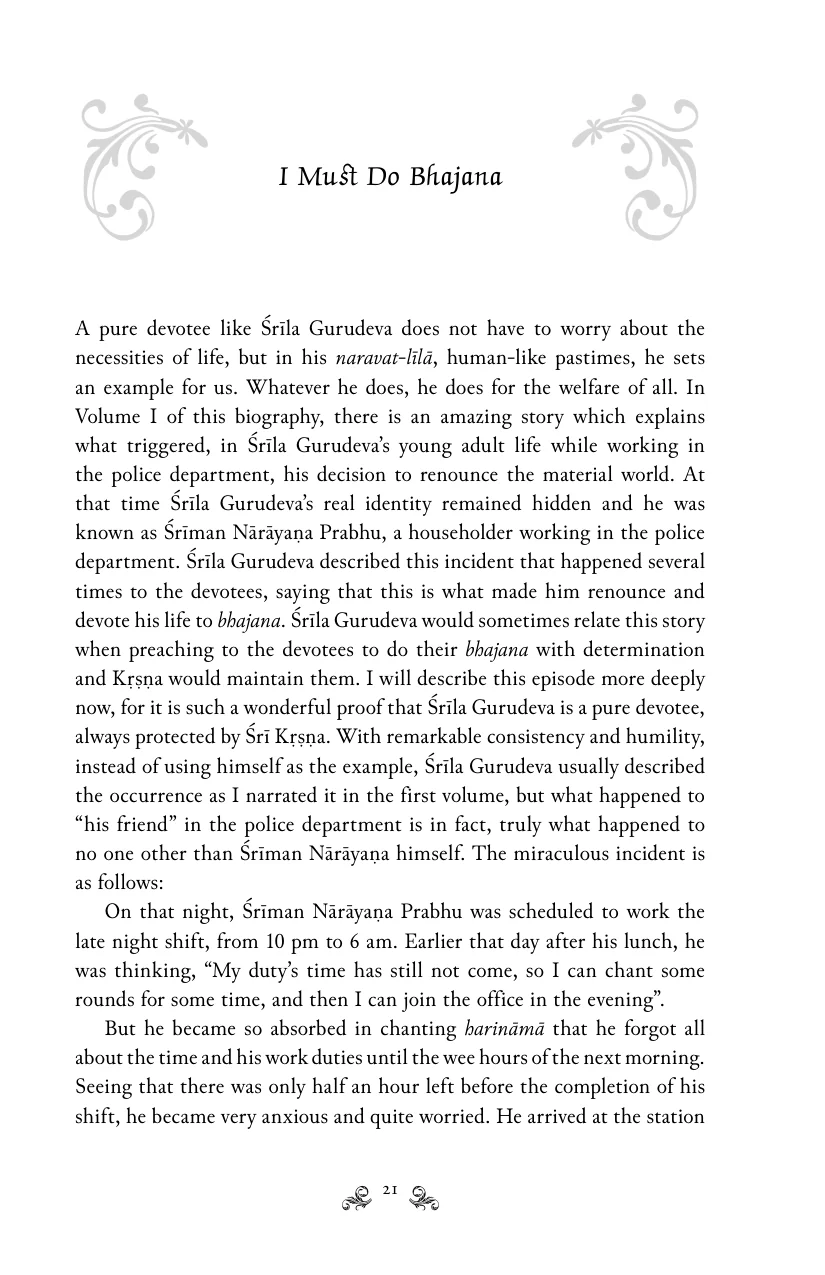 I Must Do Bhajana
A pure devotee like Śrīla Gurudeva does not have to worry about the
necessities of life, but in his naravat-līlā, human-like pastimes, he sets
an example for us. Whatever he does, he does for the welfare of all. In
Volume I of this biography, there is an amazing story which explains
what triggered, in Śrīla Gurudeva’s young adult life while working in
the police department, his decision to renounce the material world. At
that time Śrīla Gurudeva’s real identity remained hidden and he was
known as Śrīman Nārāyaṇa Prabhu, a householder working in the police
department. Śrīla Gurudeva described this incident that happened several
times to the devotees, saying that this is what made him renounce and
devote his life to bhajana. Śrīla Gurudeva would sometimes relate this story
when preaching to the devotees to do their bhajana with determination
and Kṛṣṇa would maintain them. I will describe this episode more deeply
now, for it is such a wonderful proof that Śrīla Gurudeva is a pure devotee,
always protected by Śrī Kṛṣṇa. With remarkable consistency and humility,
instead of using himself as the example, Śrīla Gurudeva usually described
the occurrence as I narrated it in the first volume, but what happened to
“his friend” in the police department is in fact, truly what happened to
no one other than Śrīman Nārāyaṇa himself. The miraculous incident is
as follows:
On that night, Śrīman Nārāyaṇa Prabhu was scheduled to work the
late night shift, from 10 pm to 6 am. Earlier that day after his lunch, he
was thinking, “My duty’s time has still not come, so I can chant some
rounds for some time, and then I can join the office in the evening”.
But he became so absorbed in chanting harināmā that he forgot all
about the time and his work duties until the wee hours of the next morning.
Seeing that there was only half an hour left before the completion of his
shift, he became very anxious and quite worried. He arrived at the station
21